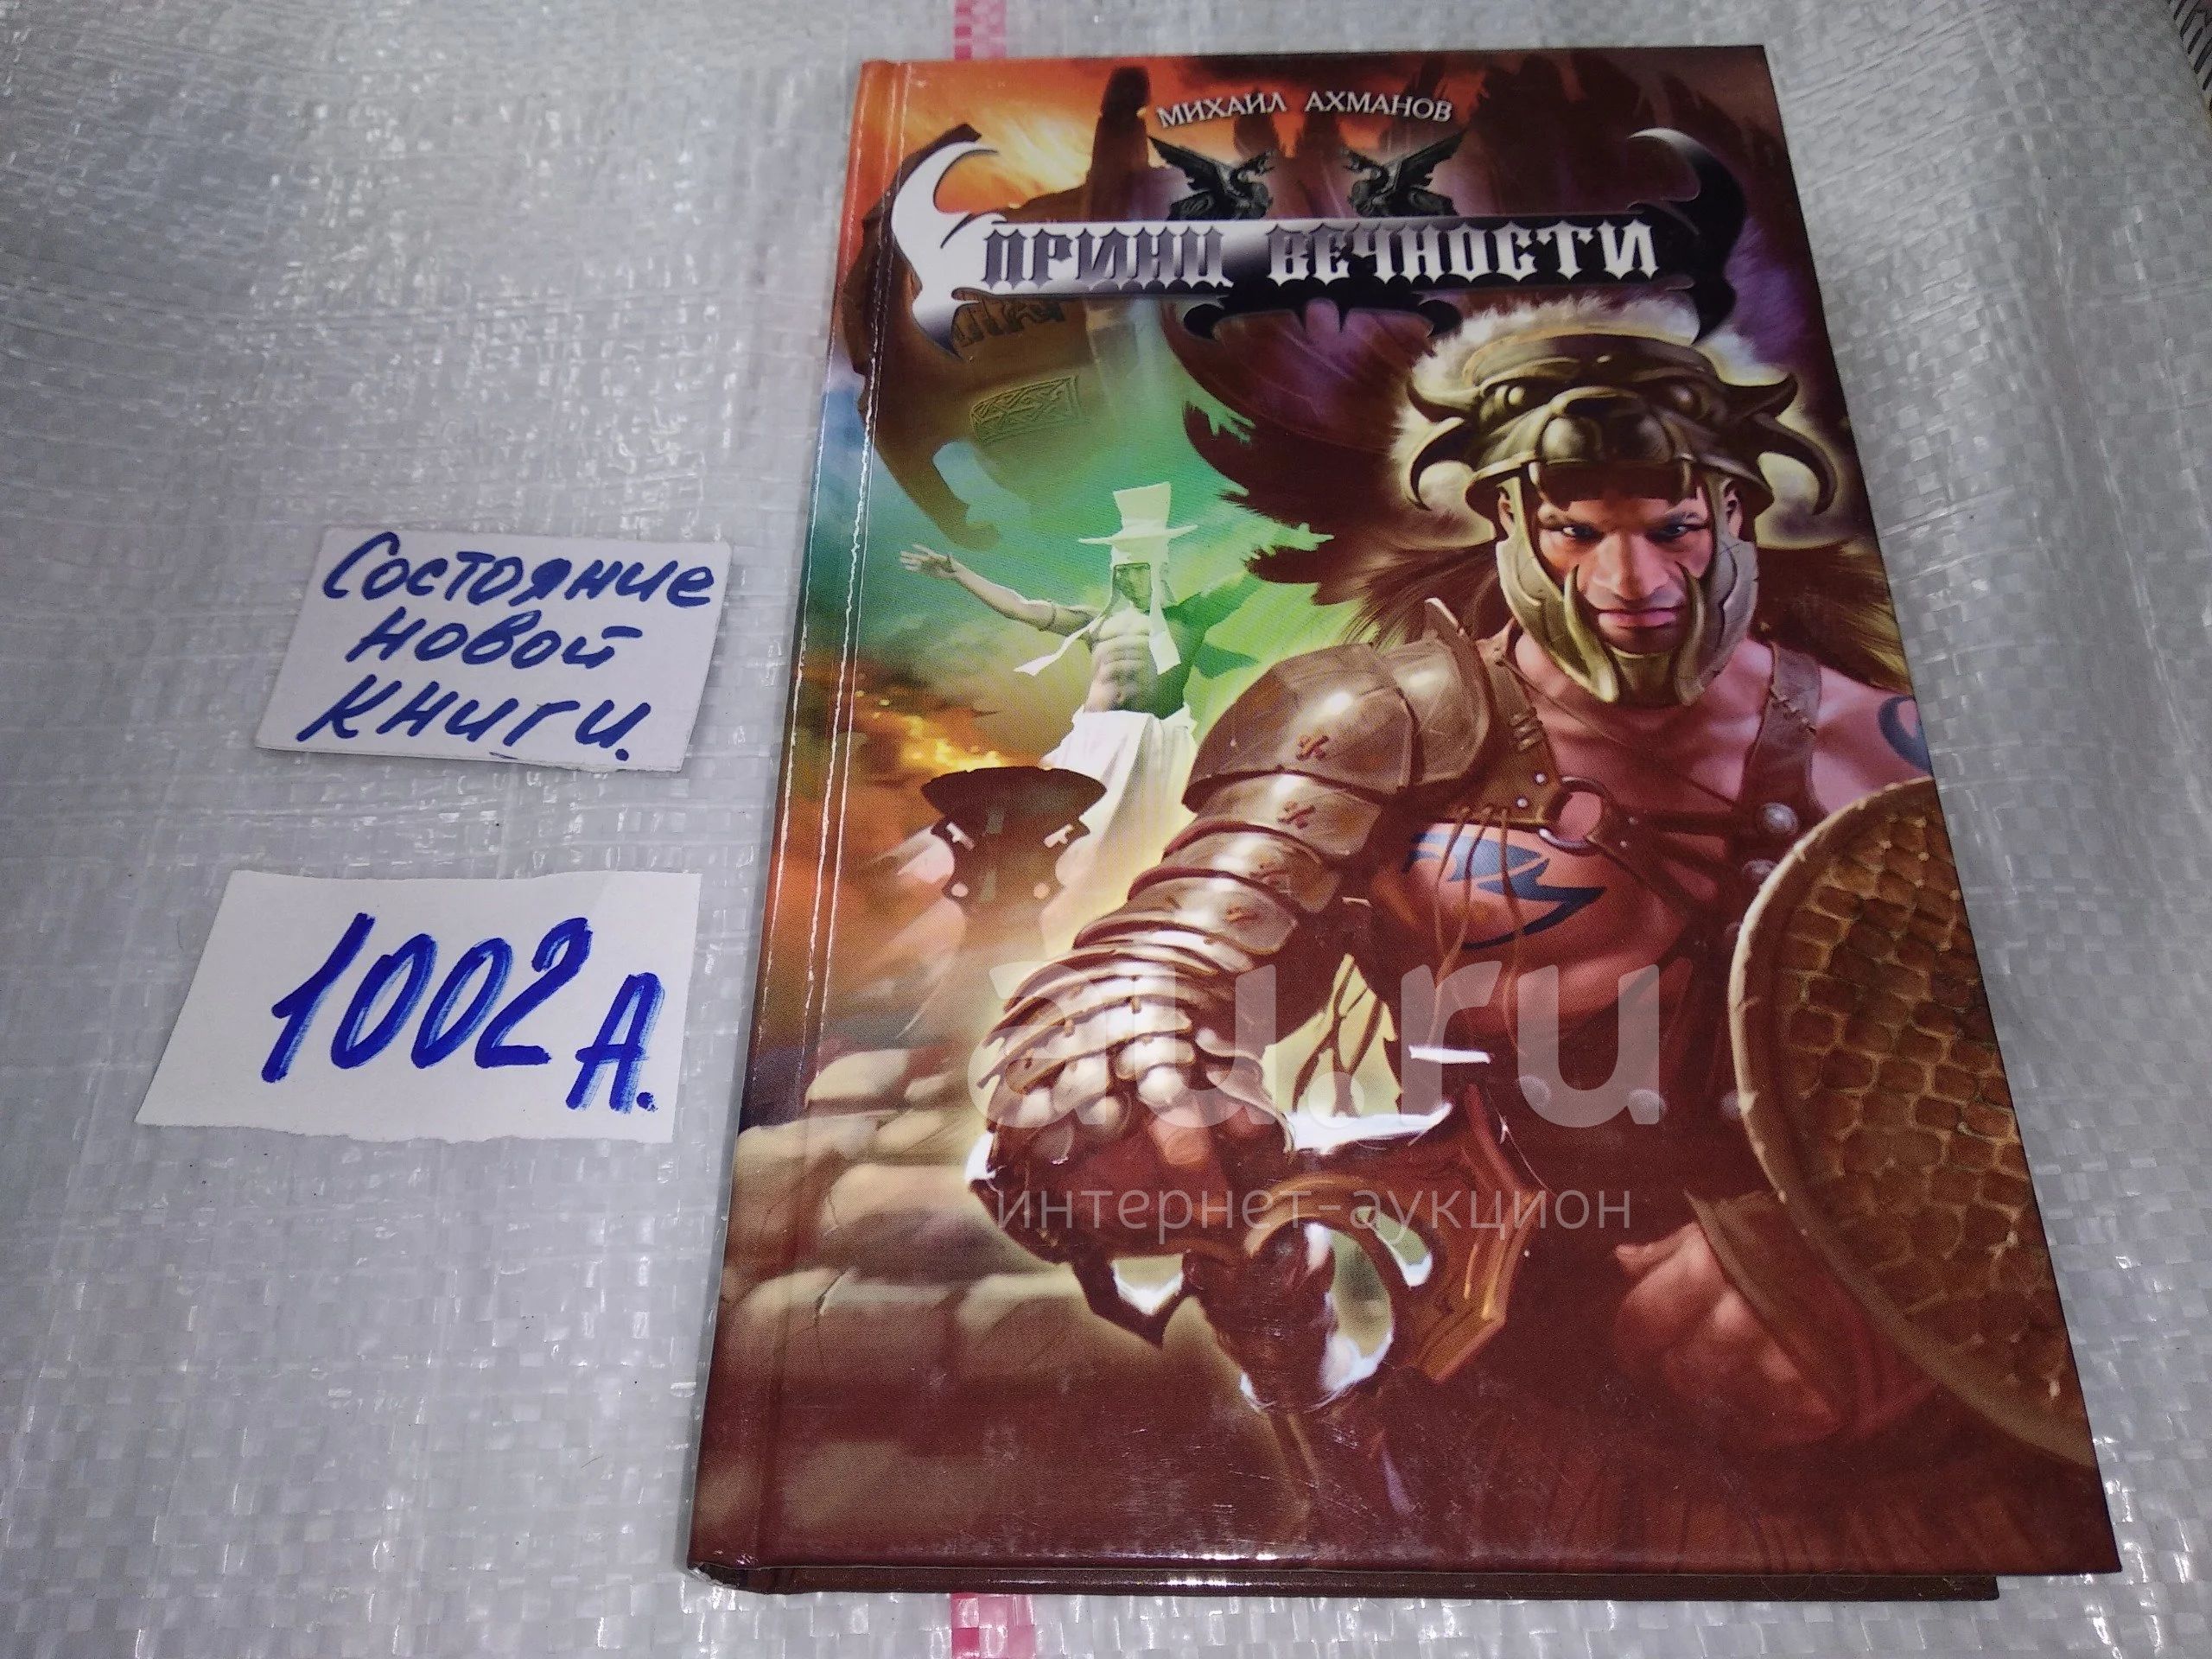 МИХАИЛ АХМАНОВ
ПРИНЦ ВЕЧНОСТИ
Состояние
новой
книги.
1002 А.
au.ru
интернет-аукцион